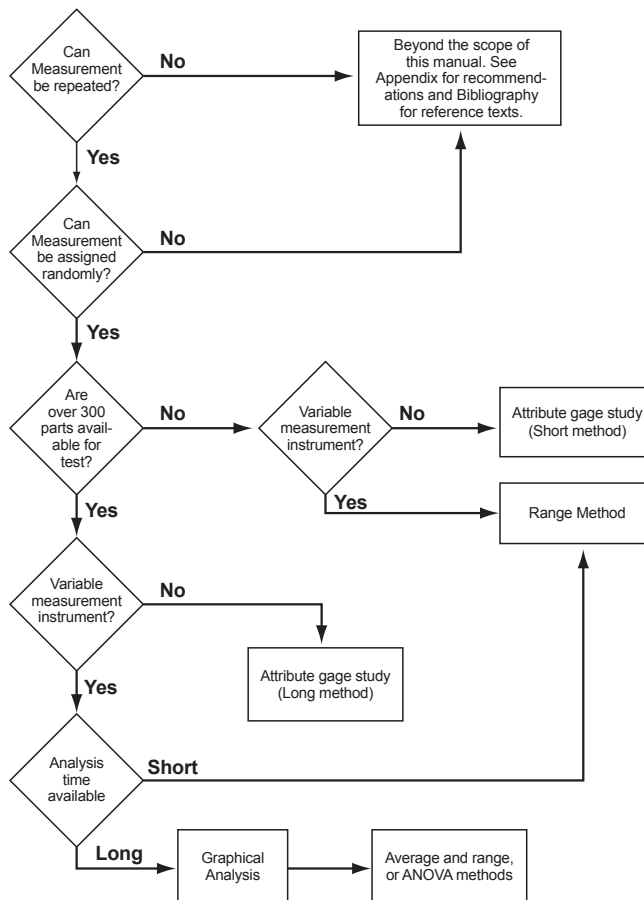 Can
Measurement
be repeated?
No
Beyond the scope
of this manual. See
Appendix for recommend-
ations and Bibliography
for reference texts.
Yes
Can
Measurement
be assigned
randomly?
No
Yes
Are
over 300
parts avail-
able for
test?
No
Variable
measurement
instrument?
No
Attribute gage study
(Short method)
Yes
Range Method
Yes
Variable
measurement
instrument?
No
Attribute gage study
(Long method)
Yes
Analysis
time
available
Short
Long
Graphical
Analysis
Average and range,
or ANOVA methods